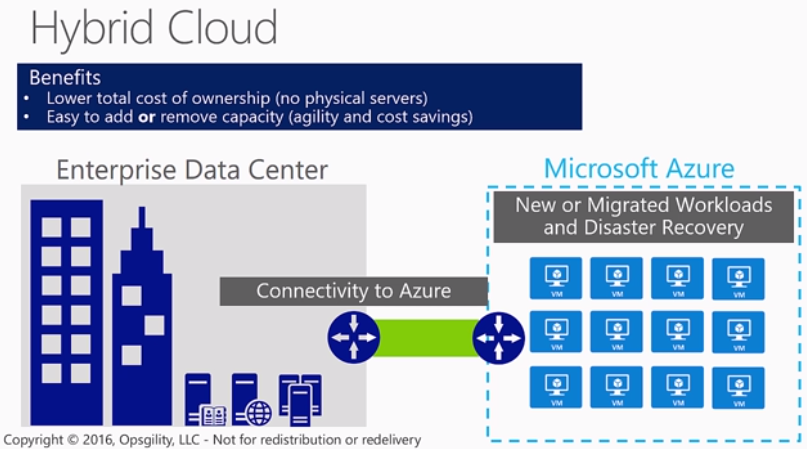 Hybrid Cloud
Benefits
• Lower total cost of ownership (no physical servers)
• Easy to add or remove capacity (agility and cost savings)
Enterprise Data Center
Microsoft Azure
New or Migrated Workloads
and Disaster Recovery
Connectivity to Azure
VM VM VM VM
VM VM VM VM
VM VM VM VM
Copyright © 2016, Opsgility, LLC - Not for redistribution or redelivery